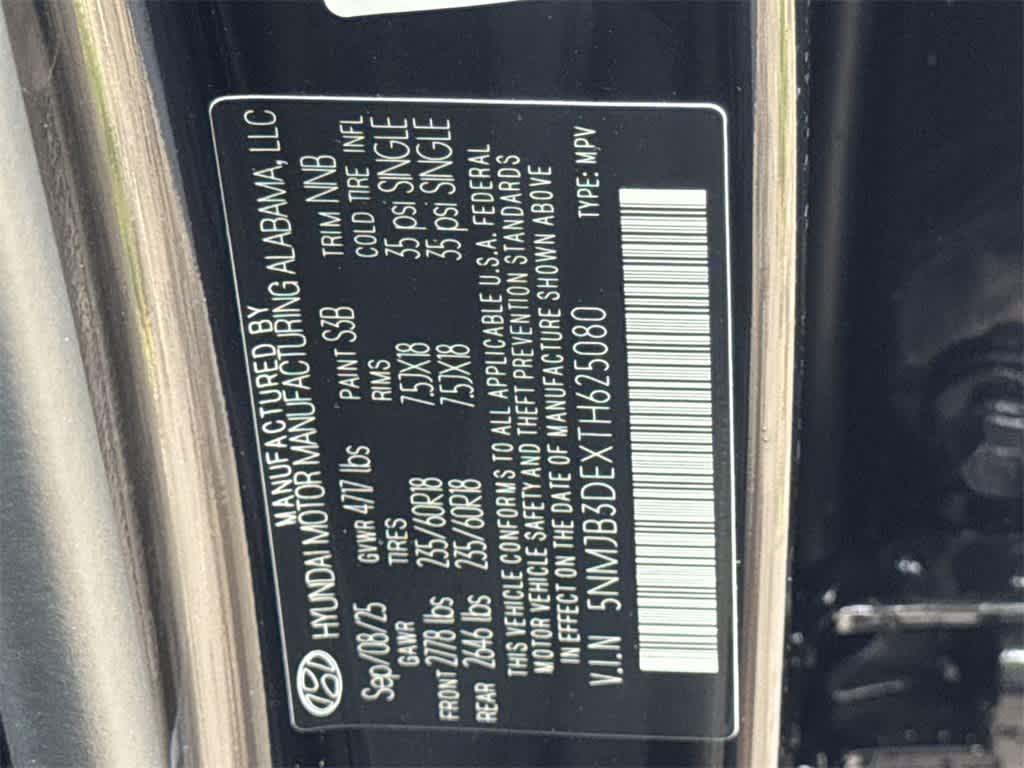 MANUFACTURED BY
HYUNDAI MOTOR MANUFACTURING ALABAMA, LLC
Sep/08/25 GVWR 4717 lbs PAINT S3B TRIM NNB
GAWR TIRES RIMS COLD TIRE INFL
FRONT 2778 lbs 235/60R18 7.5JX18 35 psi SINGLE
REAR 2646 lbs 235/60R18 7.5JX18 35 psi SINGLE
THIS VEHICLE CONFORMS TO ALL APPLICABLE U.S.A. FEDERAL
MOTOR VEHICLE SAFETY AND THEFT PREVENTION STANDARDS
IN EFFECT ON THE DATE OF MANUFACTURE SHOWN ABOVE
V.I.N 5NMJB3DEXTH625080 TYPE: MPV